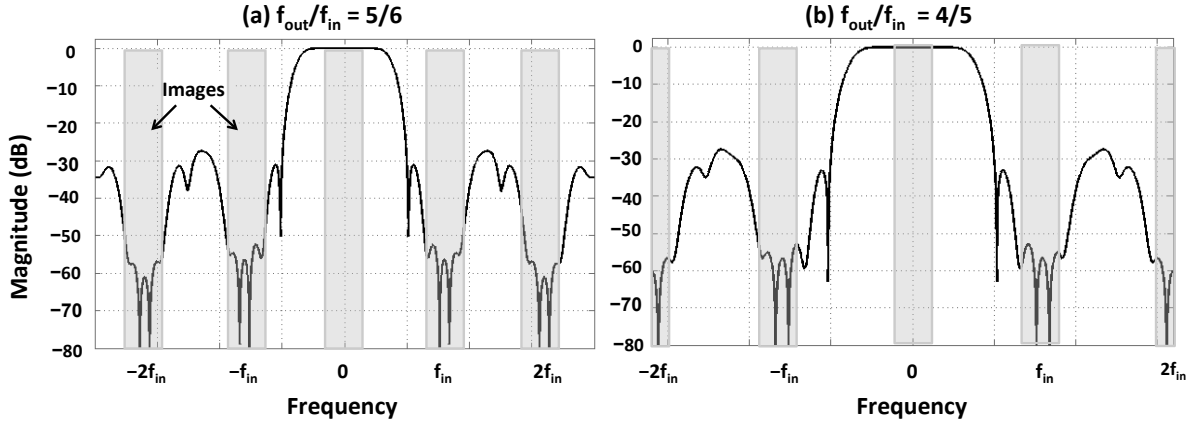 (a) fout/fin = 5/6
0
−10
−20
−30
−40
−50
−60
−70
−80
Magnitude (dB)
Images
−2fin
−fin
0
fin
2fin
Frequency
(b) fout/fin = 4/5
0
−10
−20
−30
−40
−50
−60
−70
−80
−2fin
−fin
0
fin
2fin
Frequency